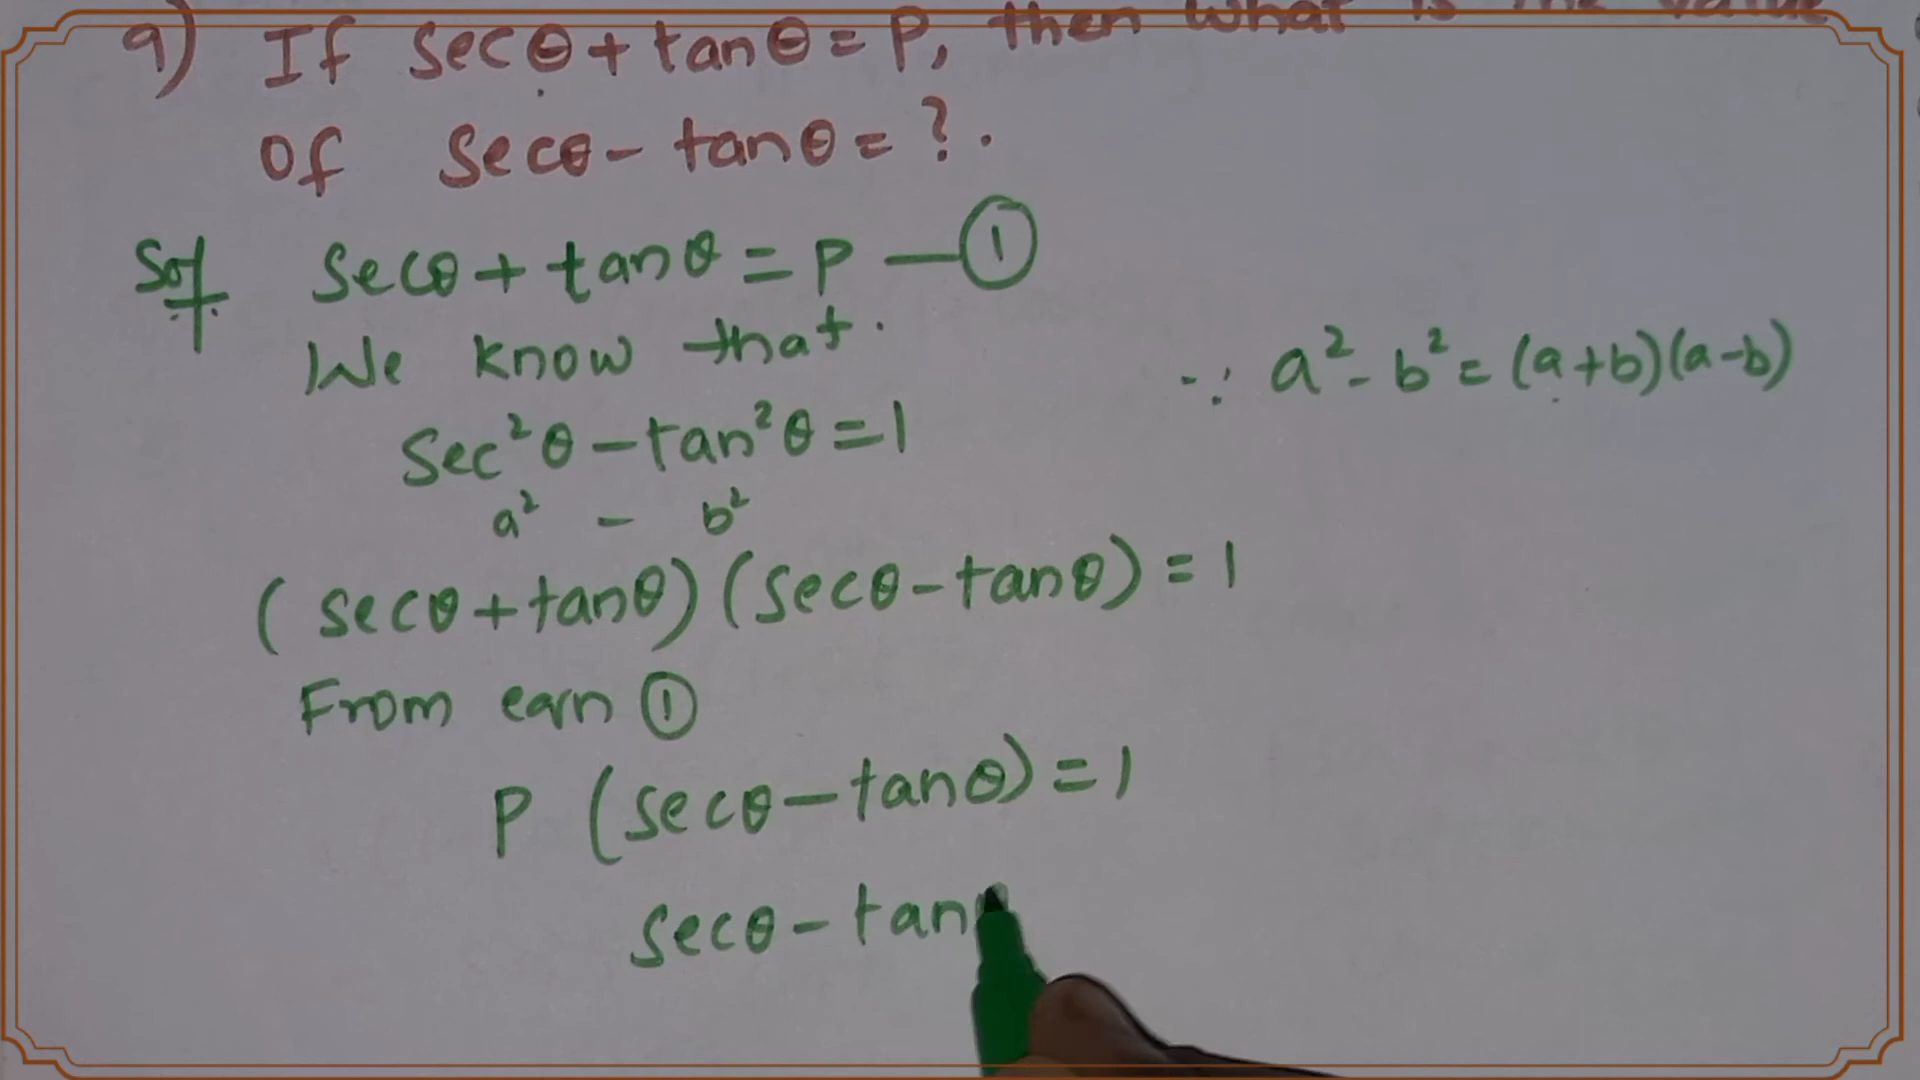 9) If secθ + tanθ = P, then what is the value
of secθ - tanθ = ?.
Sol secθ + tanθ = P — ①
We know that.
Sec²θ - tan²θ = 1
∵ a² - b² = (a+b)(a-b)
a² - b²
(secθ + tanθ) (secθ - tanθ) = 1
From eqn ①
P (secθ - tanθ) = 1
secθ - tan